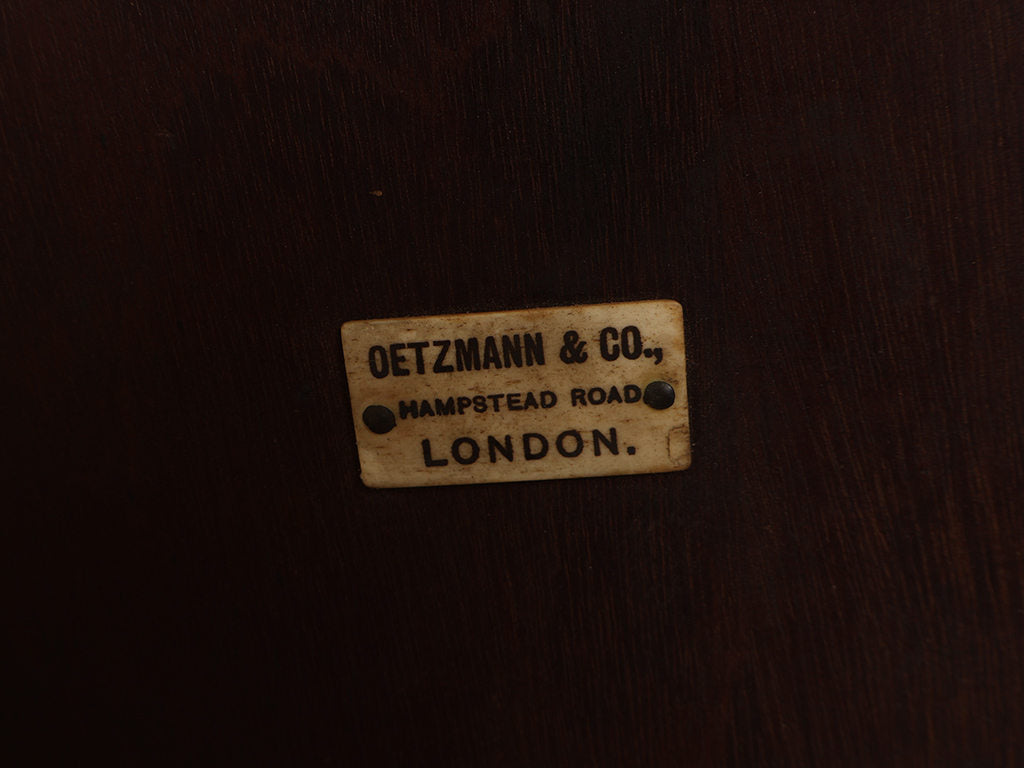 OETZMANN & CO.,
HAMPSTEAD ROAD
LONDON.